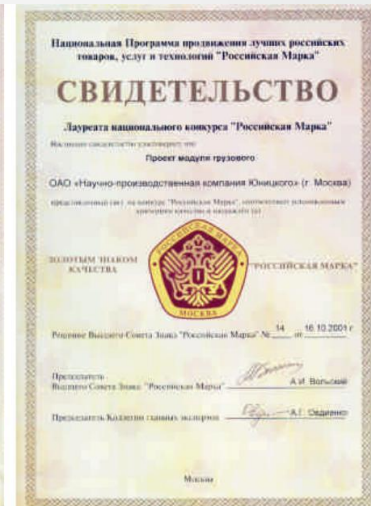 Национальная Программа продвижения лучших российских
товаров, услуг и технологий "Российская Марка"
СВИДЕТЕЛЬСТВО
Лауреата национального конкурса "Российская Марка"
Настоящее свидетельство удостоверяет что
Проект модуля грузового
ОАО «Научно-производственная компания Юницкого» (г. Москва)
представленный (ая) на конкурс "Российская Марка", соответствует
критериям качества и награждён (а)
ЗОЛОТЫМ ЗНАКОМ
КАЧЕСТВА
РОССИЙСКАЯ МАРКА
МОСКВА
"РОССИЙСКАЯ МАРКА"
Решение Высшего Совета Знака "Российская Марка" № 14 от 16.10.2001 г
Председатель
Высшего Совета Знака "Российская Марка" А.И. Вольский
Председатель Коллегии главных экспертов А.Г. Овдиенко
Москва